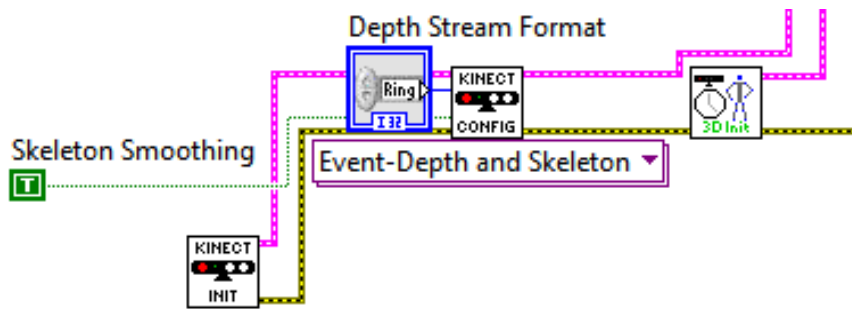 Depth Stream Format
Ring
I32
KINECT
CONFIG
3D Init
Skeleton Smoothing
T
Event-Depth and Skeleton
KINECT
INIT